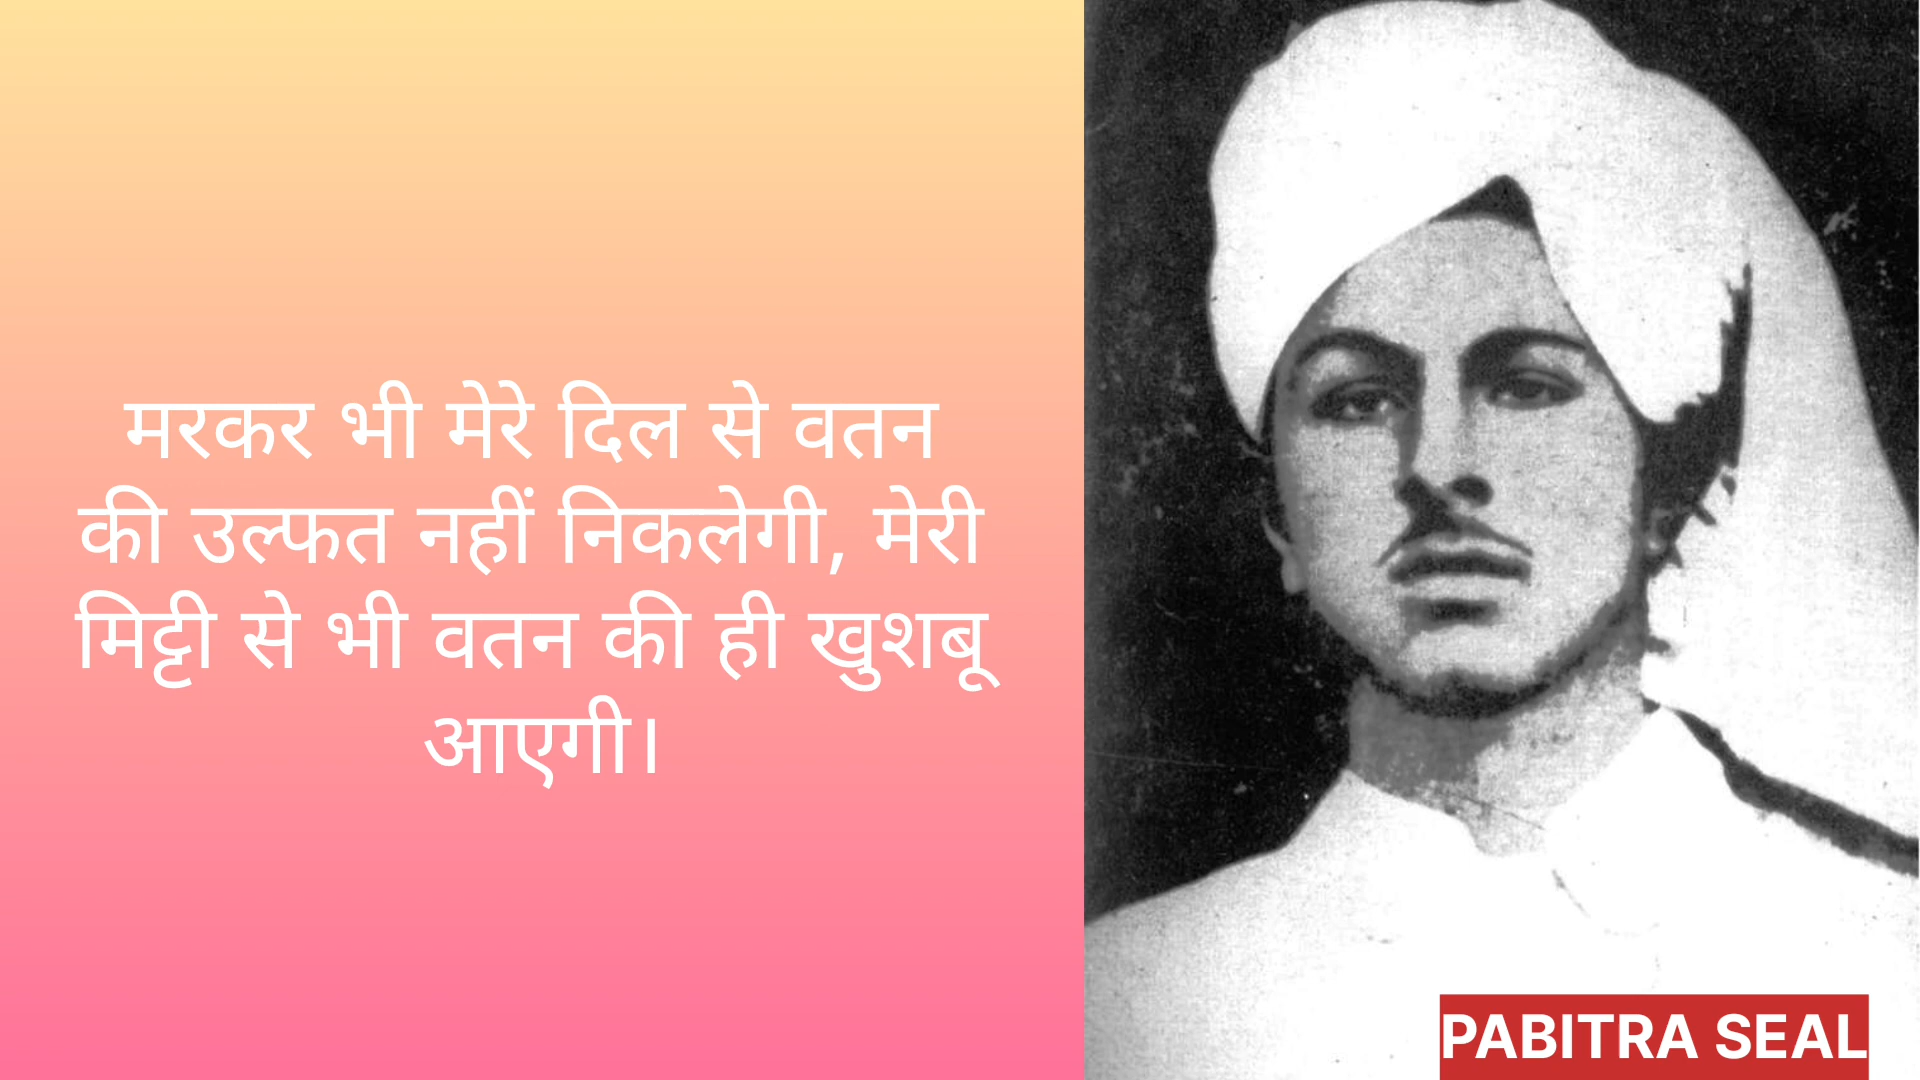 मरकर भी मेरे दिल से वतन
की उल्फत नहीं निकलेगी, मेरी
मिट्टी से भी वतन की ही खुशबू
आएगी।
PABITRA SEAL